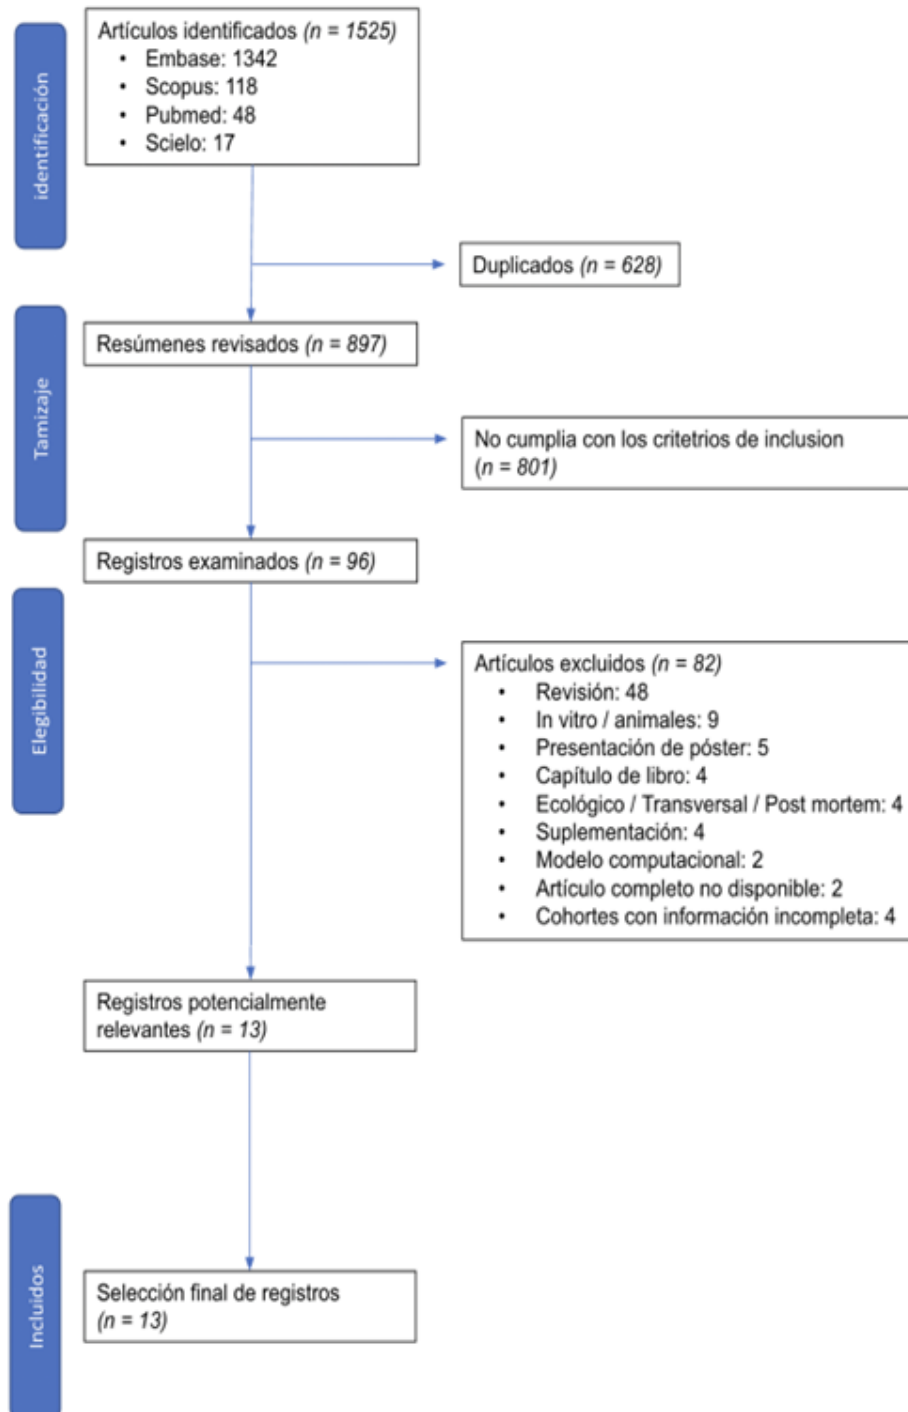 identificación
Artículos identificados (n = 1525)
• Embase: 1342
• Scopus: 118
• Pubmed: 48
• Scielo: 17
Duplicados (n = 628)
Tamizaje
Resúmenes revisados (n = 897)
No cumplia con los critetrios de inclusion
(n = 801)
Registros examinados (n = 96)
Elegibilidad
Artículos excluidos (n = 82)
• Revisión: 48
• In vitro / animales: 9
• Presentación de póster: 5
• Capítulo de libro: 4
• Ecológico / Transversal / Post mortem: 4
• Suplementación: 4
• Modelo computacional: 2
• Artículo completo no disponible: 2
• Cohortes con información incompleta: 4
Registros potencialmente
relevantes (n = 13)
Incluidos
Selección final de registros
(n = 13)